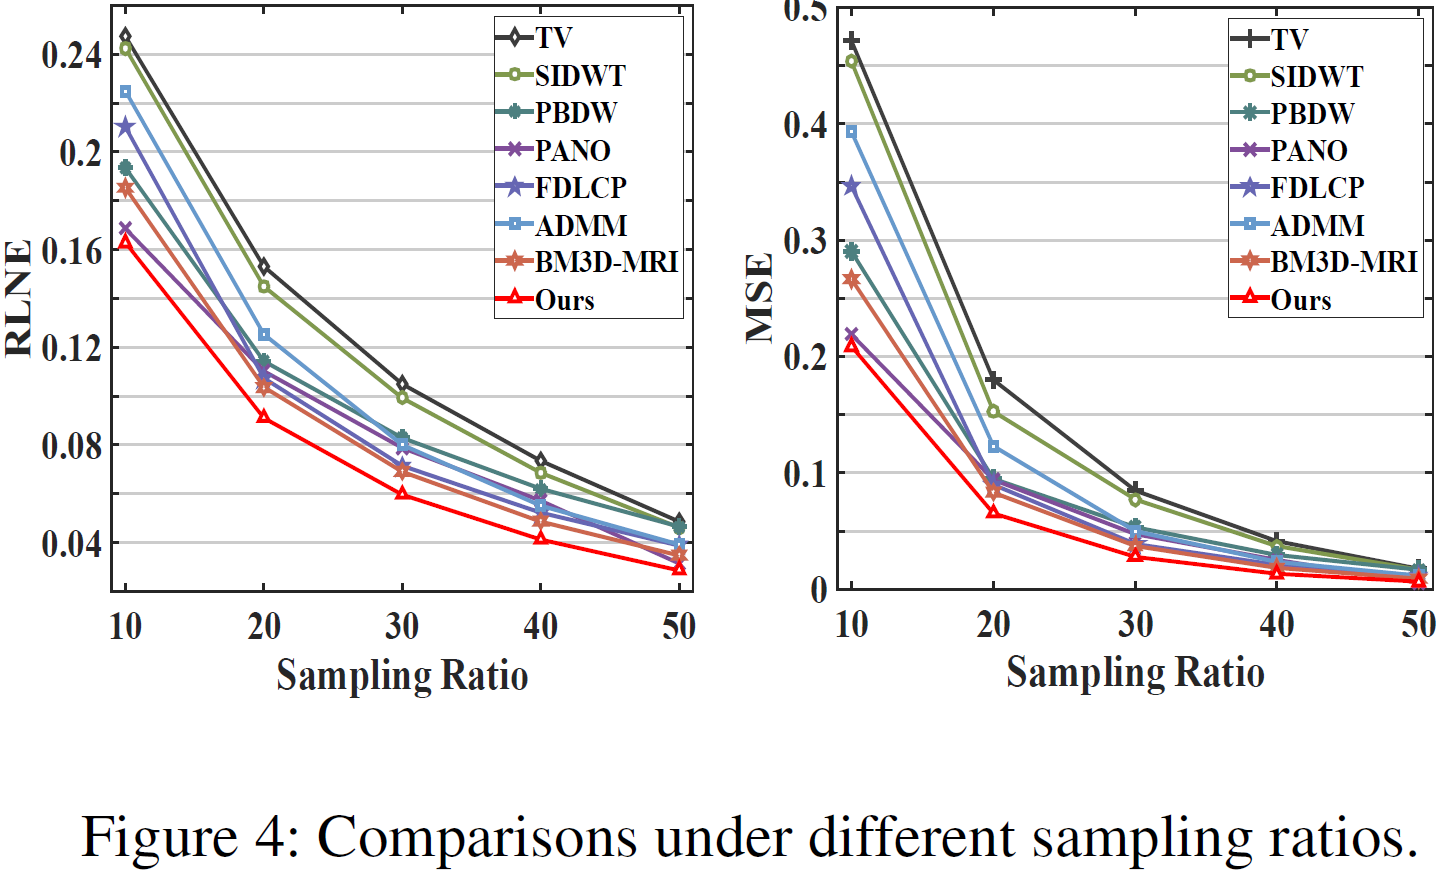 RLNE
0.24
0.2
0.16
0.12
0.08
0.04
10 20 30 40 50
Sampling Ratio
TV
SIDWT
PBDW
PANO
FDLCP
ADMM
BM3D-MRI
Ours
MSE
0.5
0.4
0.3
0.2
0.1
0
10 20 30 40 50
Sampling Ratio
TV
SIDWT
PBDW
PANO
FDLCP
ADMM
BM3D-MRI
Ours
Figure 4: Comparisons under different sampling ratios.